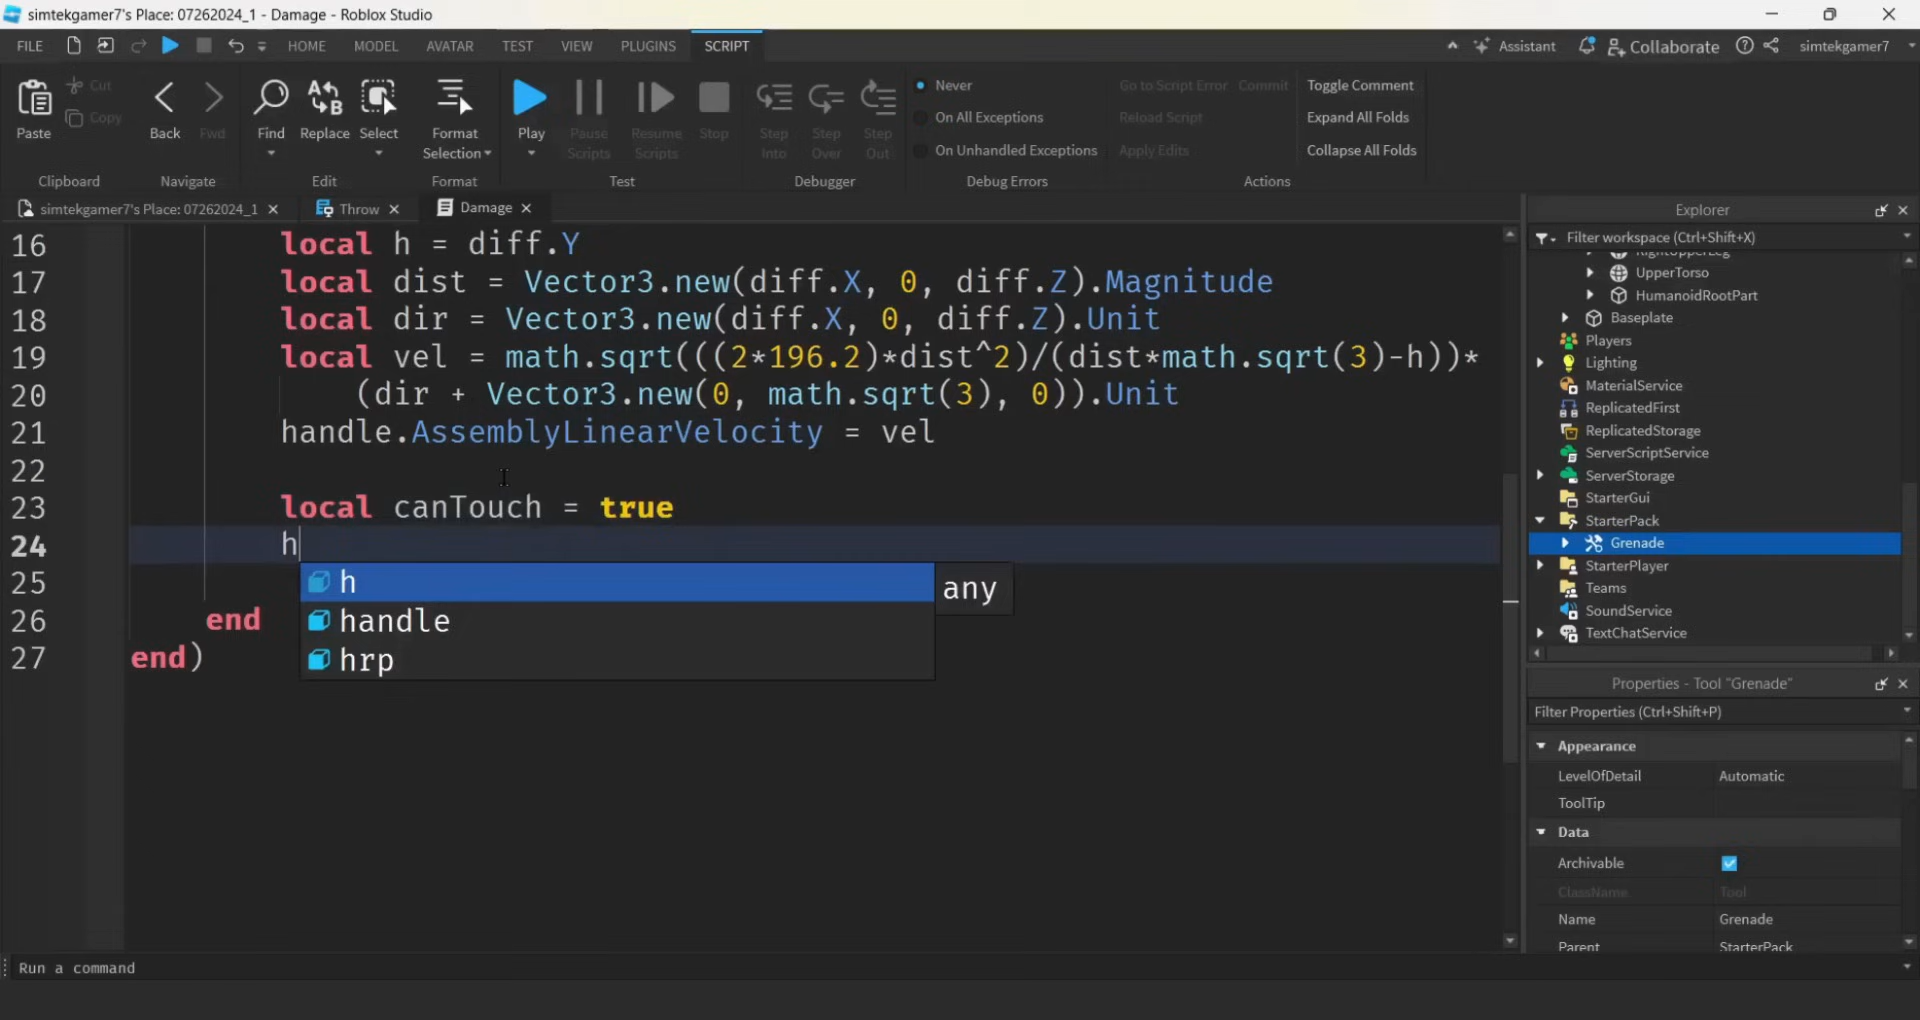 simtekgamer7's Place: 07262024_1 - Damage - Roblox Studio
FILE HOME MODEL AVATAR TEST VIEW PLUGINS SCRIPT Assistant Collaborate simtekgamer7
Paste Cut Copy Back Fwd Find Replace Select Format Selection Play Pause Scripts Resume Scripts Stop Step Into Step Over Step Out
Never Go to Script Error Commit Toggle Comment
On All Exceptions Reload Script Expand All Folds
On Unhandled Exceptions Apply Edits Collapse All Folds
Clipboard Navigate Edit Format Test Debugger Debug Errors Actions
simtekgamer7's Place: 07262024_1 Throw Damage
16 local h = diff.Y
17 local dist = Vector3.new(diff.X, 0, diff.Z).Magnitude
18 local dir = Vector3.new(diff.X, 0, diff.Z).Unit
19 local vel = math.sqrt(((2*196.2)*dist^2)/(dist*math.sqrt(3)-h))*
20 (dir + Vector3.new(0, math.sqrt(3), 0)).Unit
21 handle.AssemblyLinearVelocity = vel
22
23 local canTouch = true
24 h
25 h any
26 end handle
27 end) hrp
Explorer
Filter workspace (Ctrl+Shift+X)
RightUpperLeg
UpperTorso
HumanoidRootPart
Baseplate
Players
Lighting
MaterialService
ReplicatedFirst
ReplicatedStorage
ServerScriptService
ServerStorage
StarterGui
StarterPack
Grenade
StarterPlayer
Teams
SoundService
TextChatService
Properties - Tool "Grenade"
Filter Properties (Ctrl+Shift+P)
Appearance
LevelOfDetail Automatic
ToolTip
Data
Archivable
ClassName Tool
Name Grenade
Parent StarterPack
Run a command